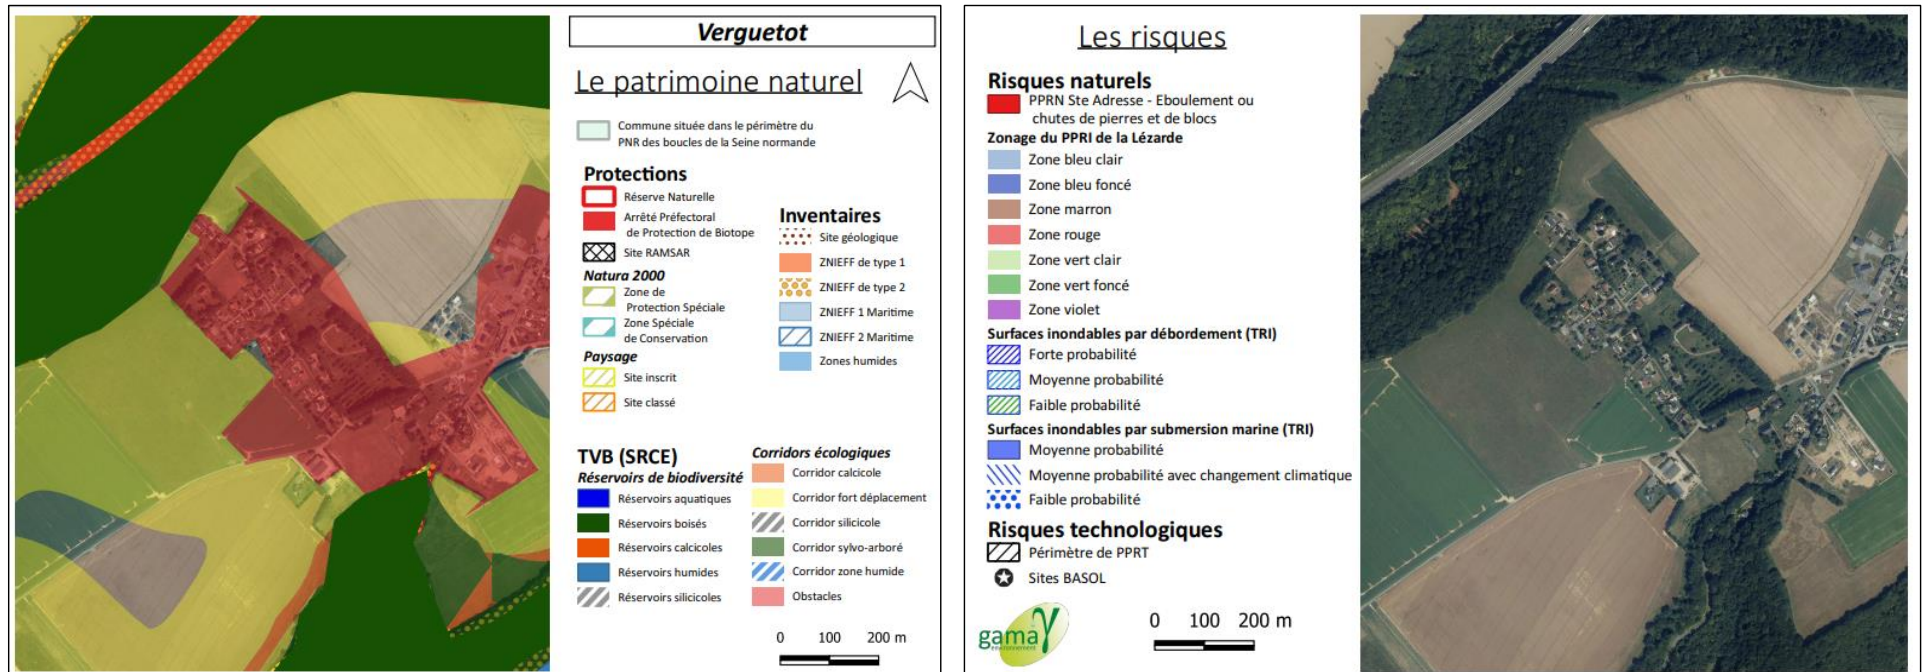 Verguetot
Le patrimoine naturel
Commune située dans le périmètre du
PNR des boucles de la Seine normande
Protections
Réserve Naturelle
Arrêté Préfectoral
de Protection de Biotope
Site RAMSAR
Natura 2000
Zone de
Protection Spéciale
Zone Spéciale
de Conservation
Paysage
Site inscrit
Site classé
Inventaires
Site géologique
ZNIEFF de type 1
ZNIEFF de type 2
ZNIEFF 1 Maritime
ZNIEFF 2 Maritime
Zones humides
TVB (SRCE)
Réservoirs de biodiversité
Réservoirs aquatiques
Réservoirs boisés
Réservoirs calcicoles
Réservoirs humides
Réservoirs silicicoles
Corridors écologiques
Corridor calcicole
Corridor fort déplacement
Corridor silicicole
Corridor sylvo-arboré
Corridor zone humide
Obstacles
0 100 200 m
Les risques
Risques naturels
PPRN Ste Adresse - Eboulement ou
chutes de pierres et de blocs
Zonage du PPRI de la Lézarde
Zone bleu clair
Zone bleu foncé
Zone marron
Zone rouge
Zone vert clair
Zone vert foncé
Zone violet
Surfaces inondables par débordement (TRI)
Forte probabilité
Moyenne probabilité
Faible probabilité
Surfaces inondables par submersion marine (TRI)
Moyenne probabilité
Moyenne probabilité avec changement climatique
Faible probabilité
Risques technologiques
Périmètre de PPRT
Sites BASOL
gama γ
environnement
0 100 200 m